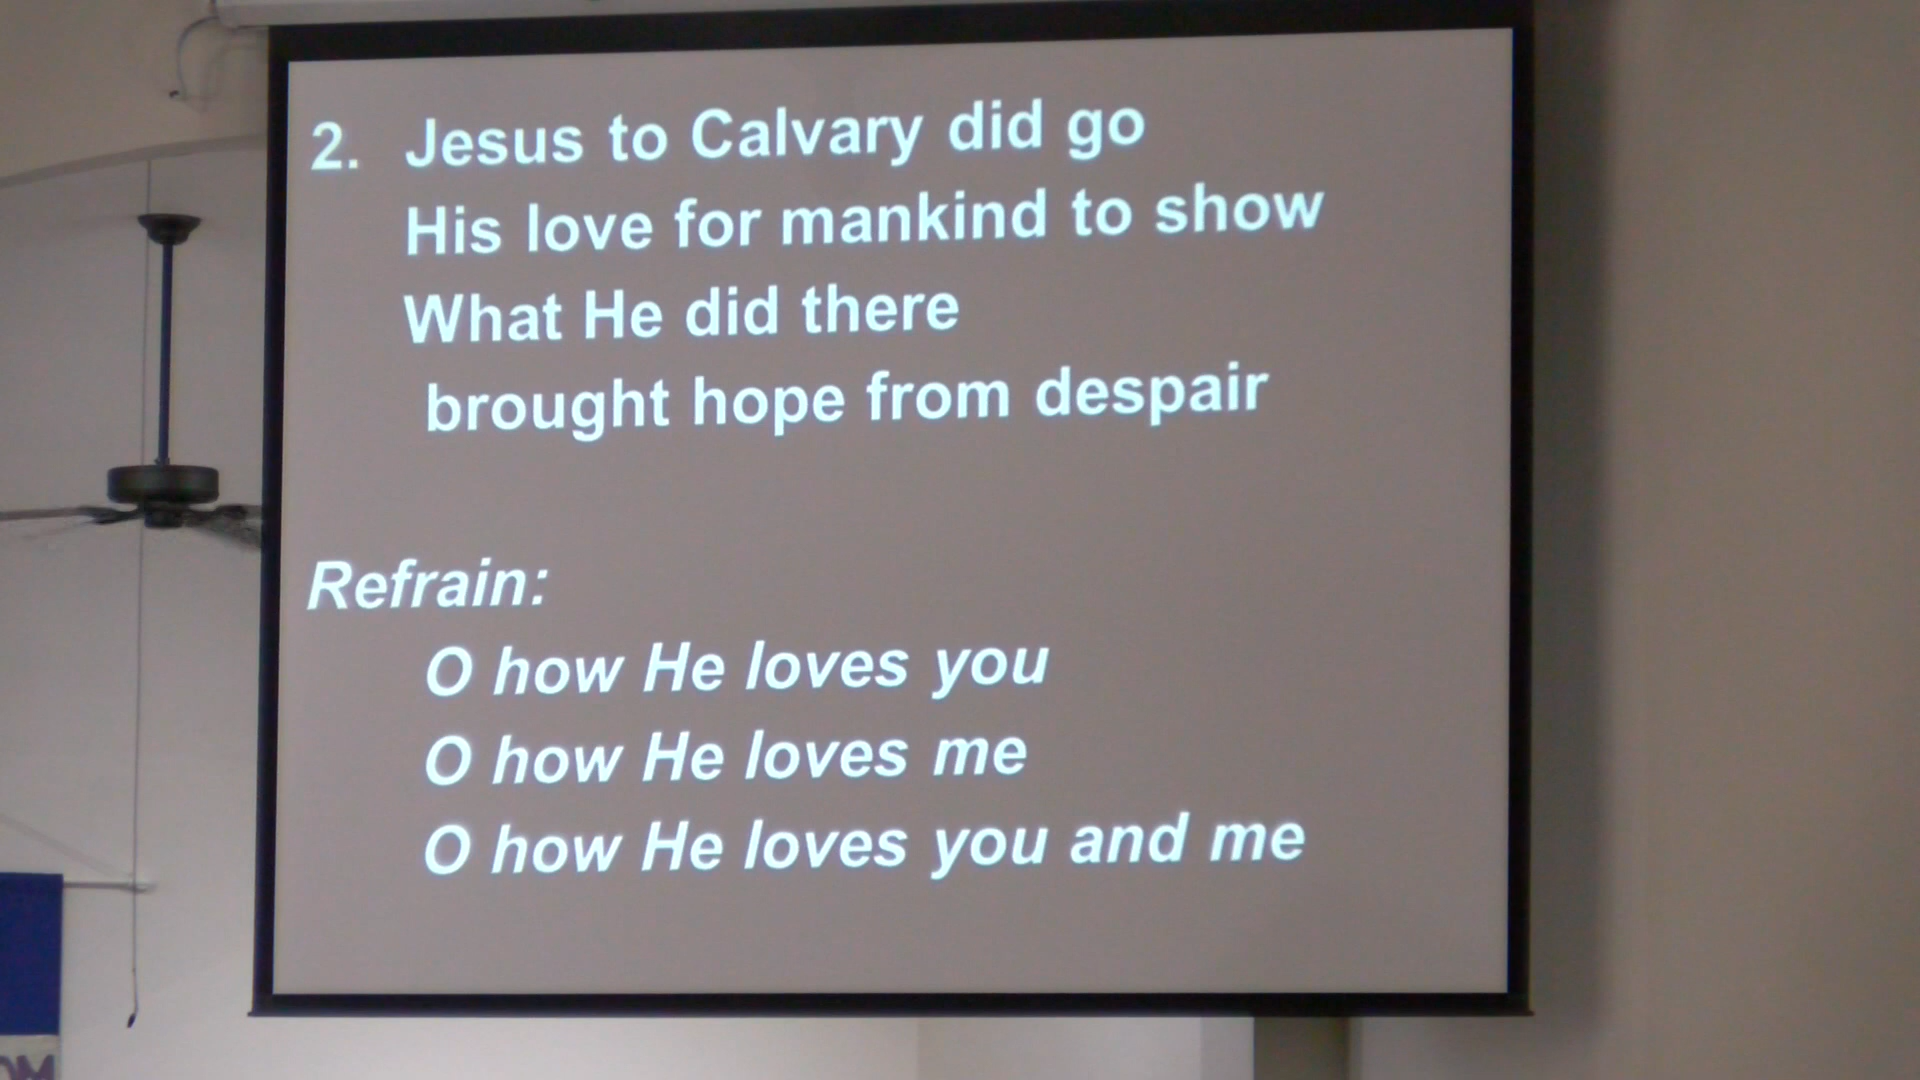 2. Jesus to Calvary did go
His love for mankind to show
What He did there
brought hope from despair
Refrain:
O how He loves you
O how He loves me
O how He loves you and me
OM